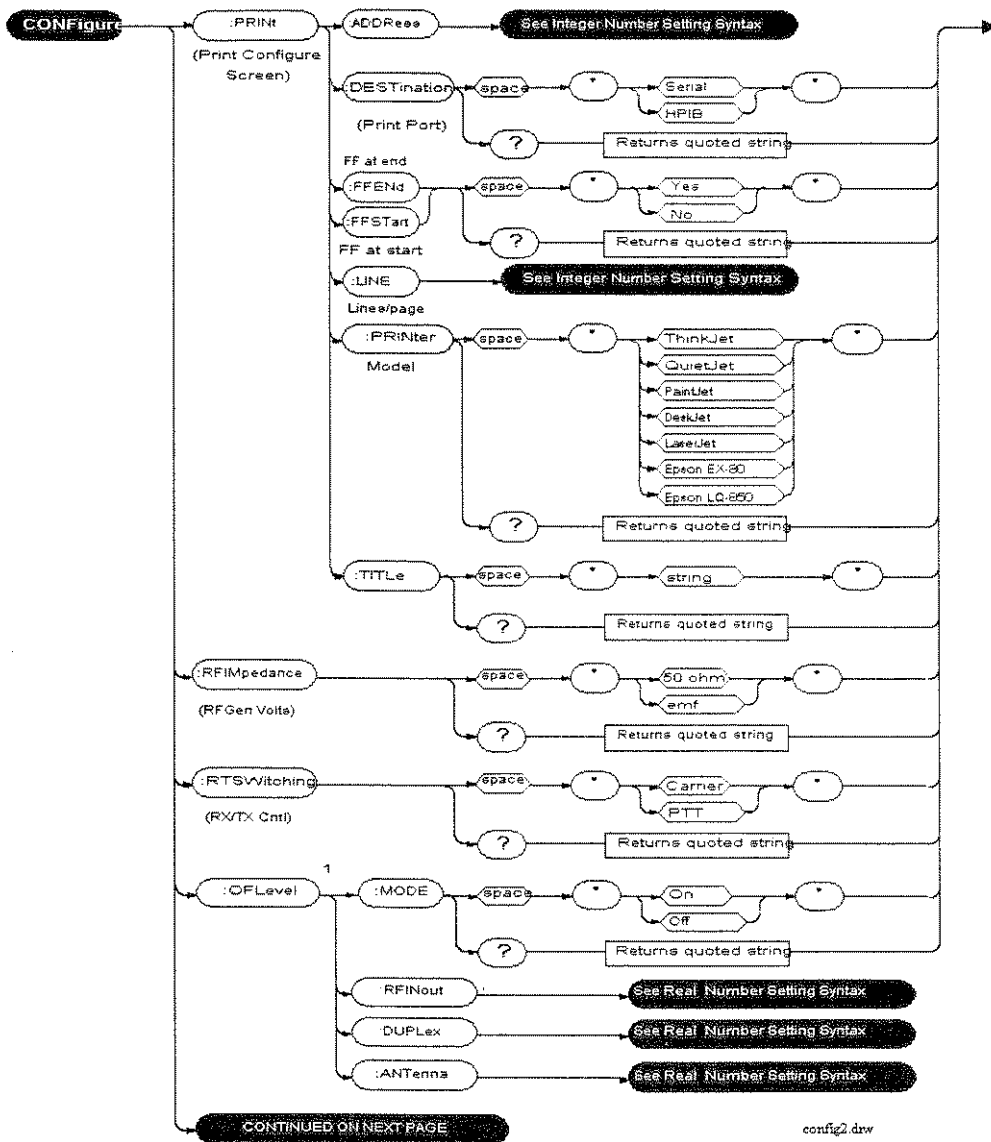 CONFigure :PRINt :ADDRess See Integer Number Setting Syntax
(Print Configure
Screen)
:DESTination space " Serial "
HPIB
(Print Port)
? Returns quoted string
FF at end
:FFENd space " Yes "
:FFSTart No
FF at start ? Returns quoted string
:LINE See Integer Number Setting Syntax
Lines/page
:PRINter space " ThinkJet "
Model QuietJet
PaintJet
DeskJet
LaserJet
Epson EX-80
Epson LQ-850
? Returns quoted string
:TITLe space " string "
? Returns quoted string
:RFIMpedance space " 50 ohm "
emf
(RFGen Volts)
? Returns quoted string
:RTSWitching space " Carrier "
PTT
(RX/TX Cntl)
? Returns quoted string
1
:OFLevel :MODE space " On "
Off
? Returns quoted string
:RFINout See Real Number Setting Syntax
:DUPLex See Real Number Setting Syntax
:ANTenna See Real Number Setting Syntax
CONTINUED ON NEXT PAGE
config2.drw